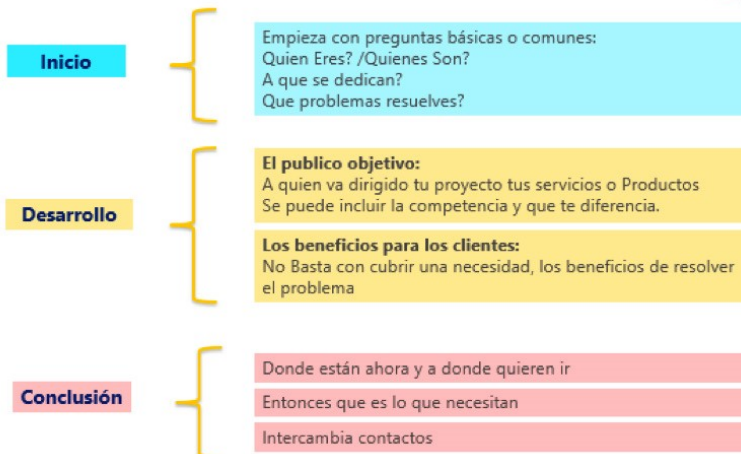 Inicio
Empieza con preguntas básicas o comunes:
Quien Eres? /Quienes Son?
A que se dedican?
Que problemas resuelves?
Desarrollo
El publico objetivo:
A quien va dirigido tu proyecto tus servicios o Productos
Se puede incluir la competencia y que te diferencia.
Los beneficios para los clientes:
No Basta con cubrir una necesidad, los beneficios de resolver
el problema
Conclusión
Donde están ahora y a donde quieren ir
Entonces que es lo que necesitan
Intercambia contactos